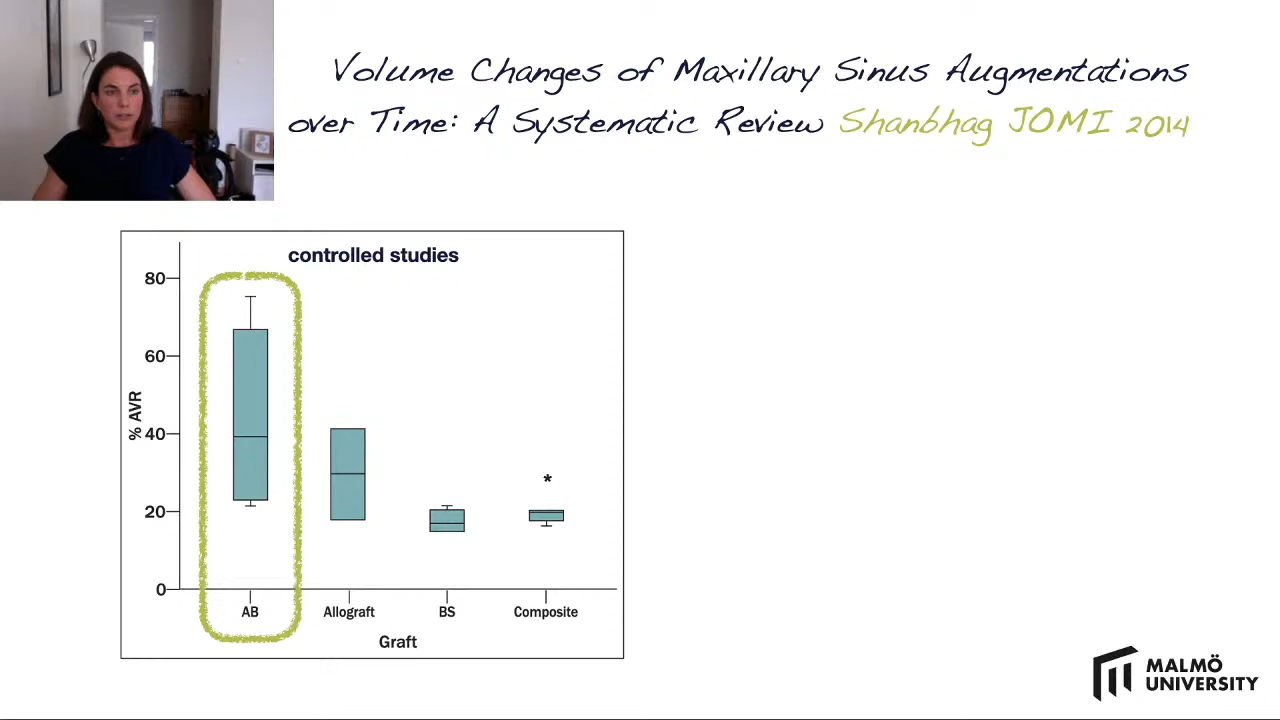 Volume Changes of Maxillary Sinus Augmentations
over Time: A Systematic Review Shanbhag JOMI 2014
controlled studies
80
60
40
20
0
% AVR
AB Allograft BS Composite
*
Graft
MALMÖ
UNIVERSITY